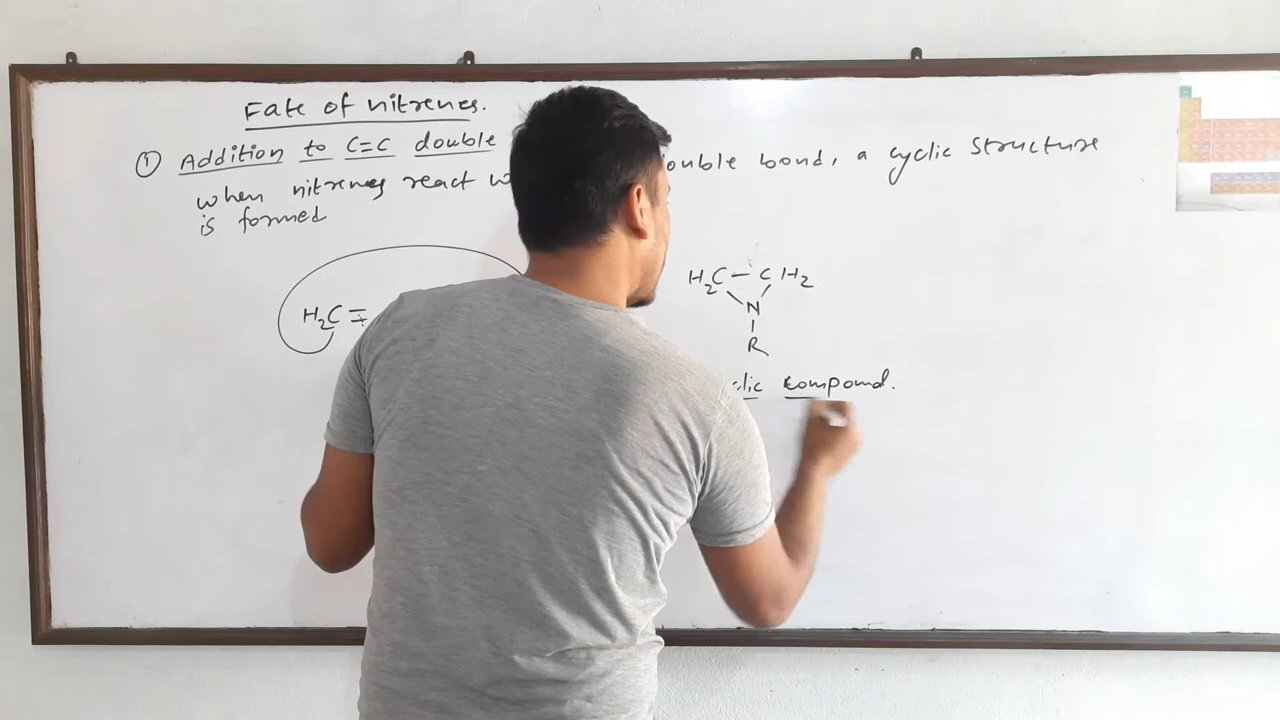 Fate of nitrenes.
① Addition to C=C double
double bond, a cyclic structure
when nitrenes react
is formed
H₂C=
H₂C – CH₂
N
R
compound.